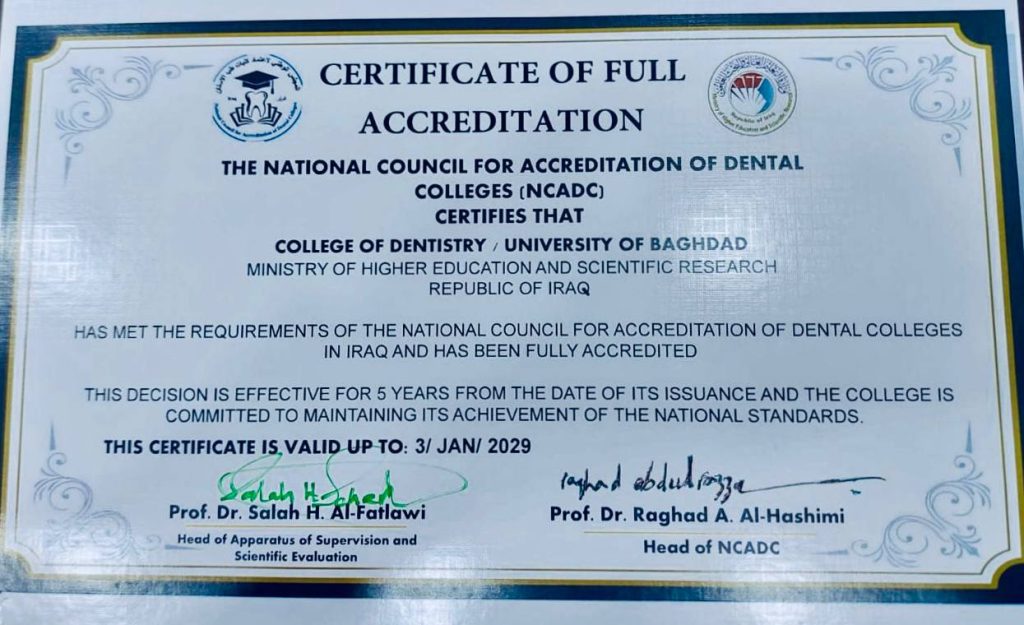 CERTIFICATE OF FULL
ACCREDITATION
Republic of Iraq
THE NATIONAL COUNCIL FOR ACCREDITATION OF DENTAL
COLLEGES (NCADC)
CERTIFIES THAT
COLLEGE OF DENTISTRY / UNIVERSITY OF BAGHDAD
MINISTRY OF HIGHER EDUCATION AND SCIENTIFIC RESEARCH
REPUBLIC OF IRAQ
HAS MET THE REQUIREMENTS OF THE NATIONAL COUNCIL FOR ACCREDITATION OF DENTAL COLLEGES
IN IRAQ AND HAS BEEN FULLY ACCREDITED
THIS DECISION IS EFFECTIVE FOR 5 YEARS FROM THE DATE OF ITS ISSUANCE AND THE COLLEGE IS
COMMITTED TO MAINTAINING ITS ACHIEVEMENT OF THE NATIONAL STANDARDS.
THIS CERTIFICATE IS VALID UP TO: 3/ JAN/ 2029
Salah H.
raghad
Prof. Dr. Salah H. Al-Fatlawi
Prof. Dr. Raghad A. Al-Hashimi
Head of Apparatus of Supervision and
Scientific Evaluation
Head of NCADC